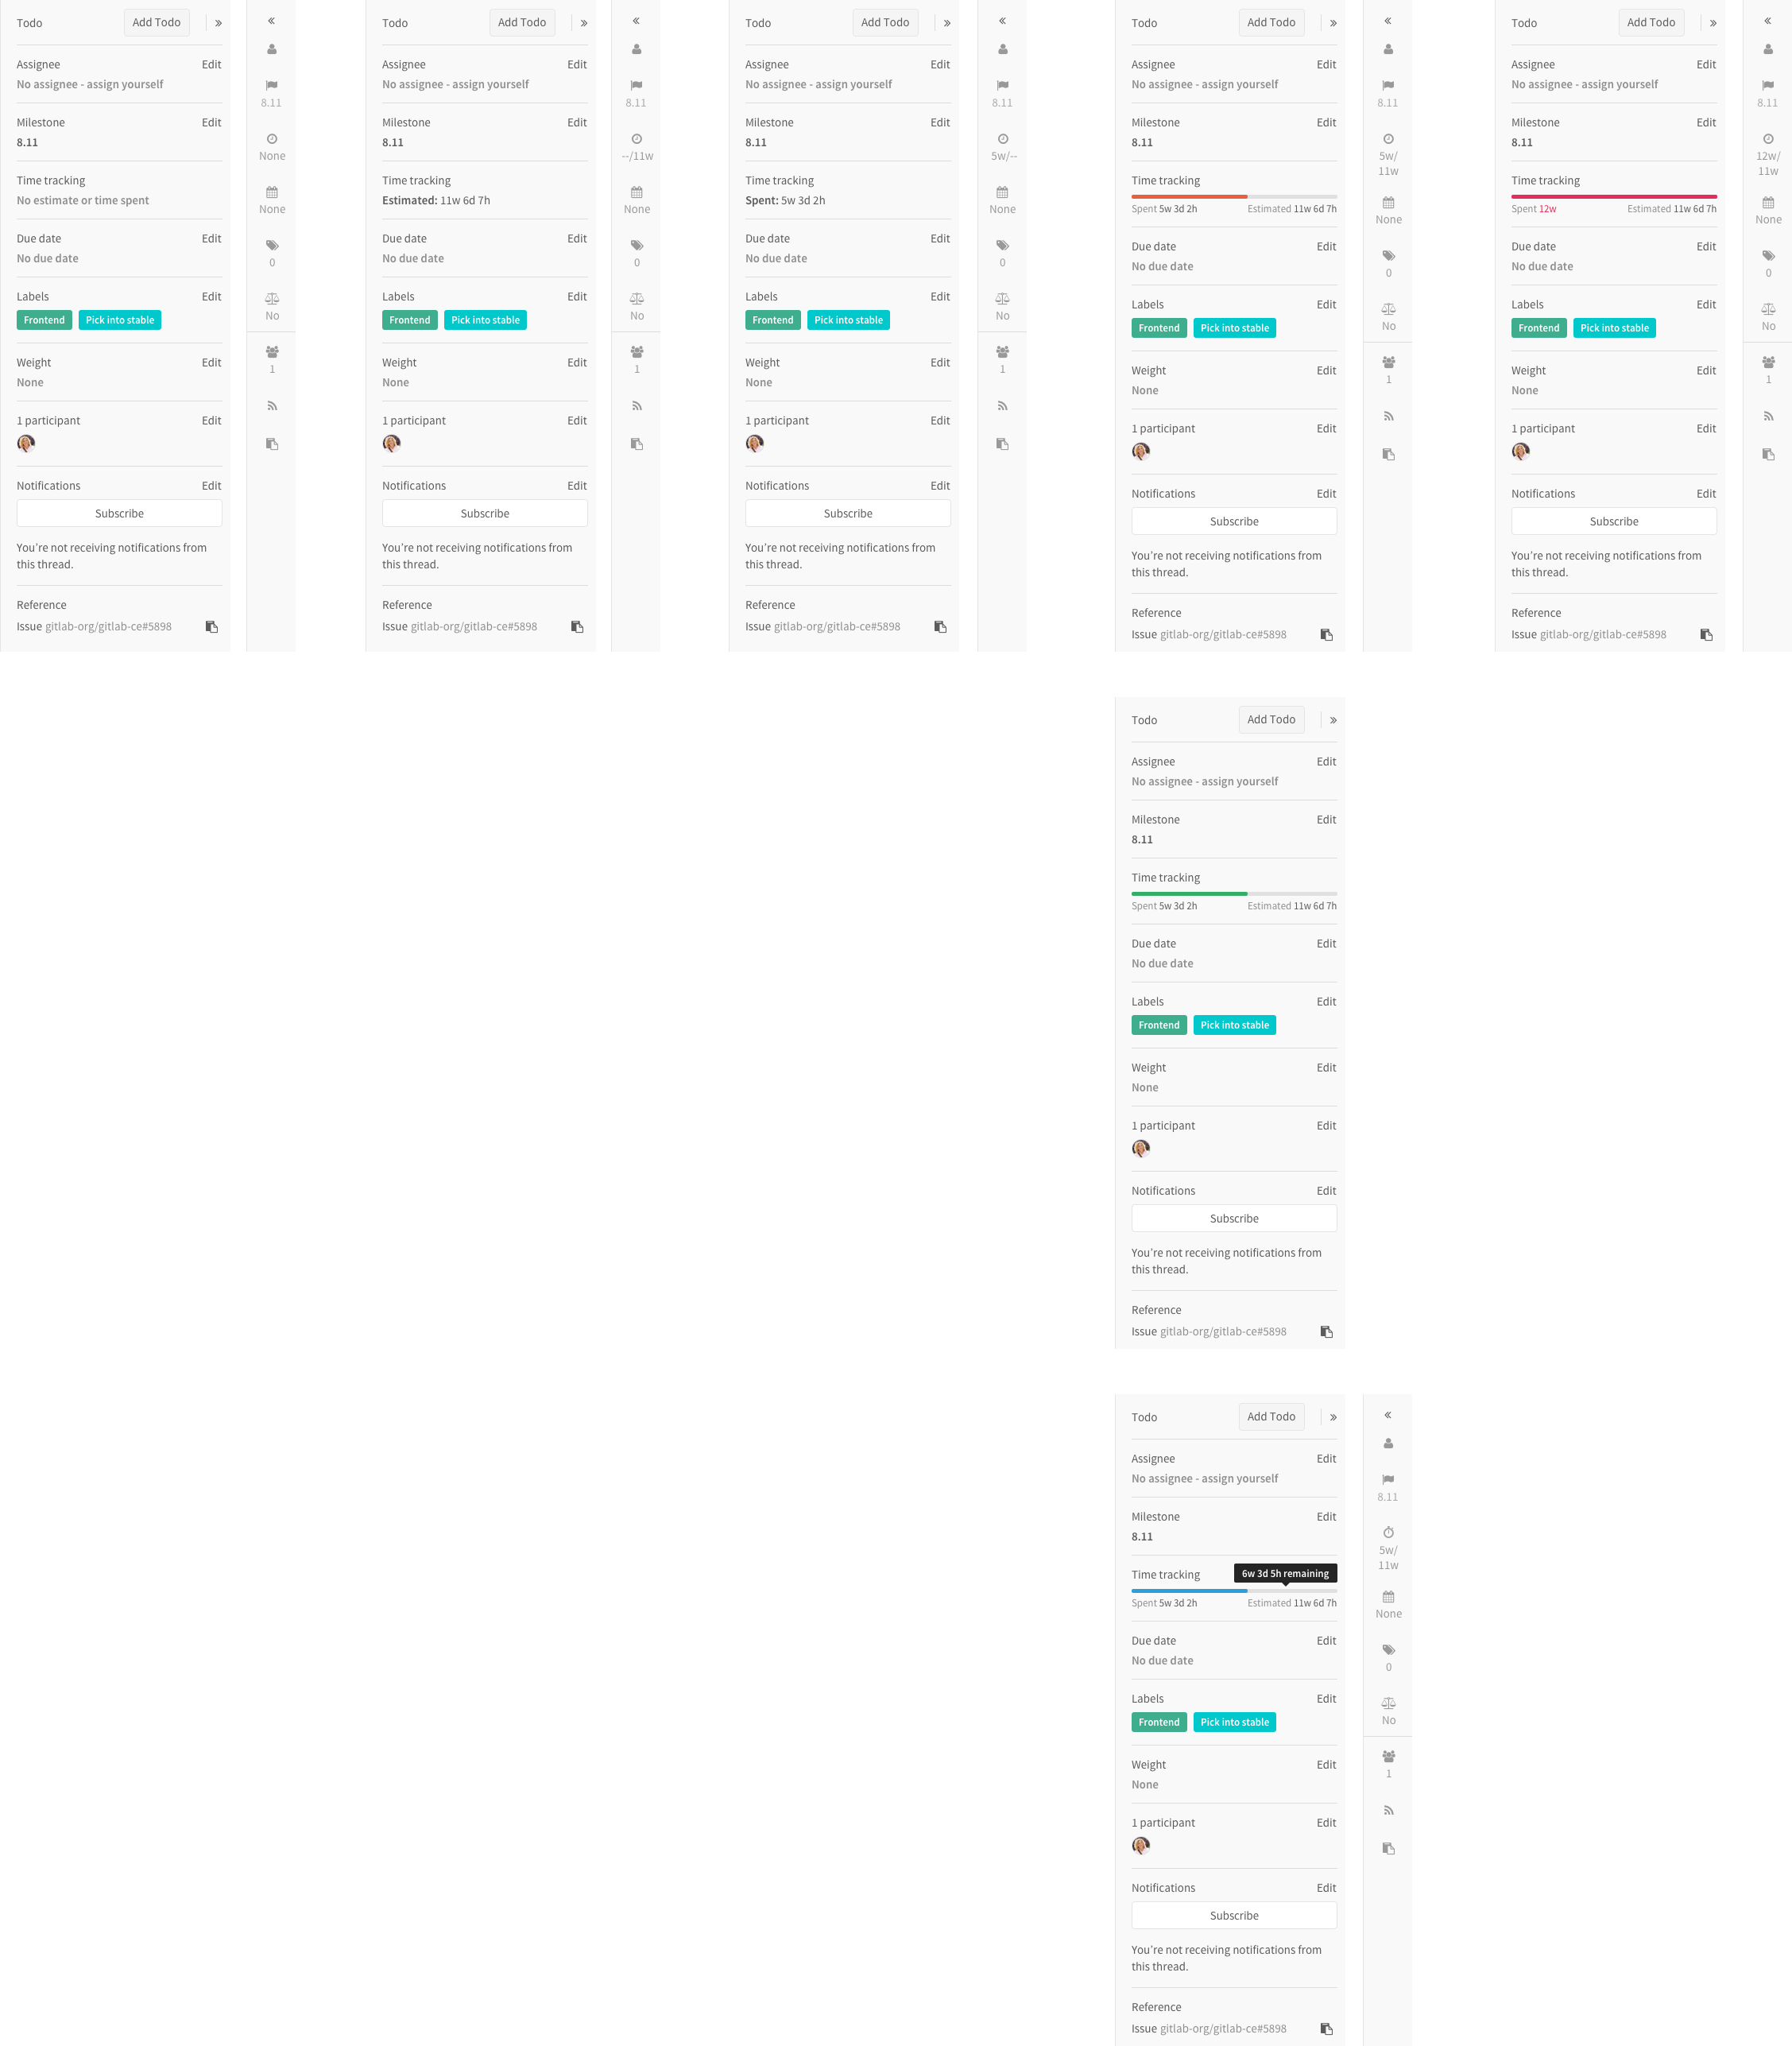 Todo
Add Todo
»
Assignee
Edit
No assignee - assign yourself
Milestone
Edit
8.11
Time tracking
No estimate or time spent
Due date
Edit
No due date
Labels
Edit
Frontend
Pick into stable
Weight
Edit
None
1 participant
Edit
Notifications
Edit
Subscribe
You're not receiving notifications from
this thread.
Reference
Issue gitlab-org/gitlab-ce#5898
«
8.11
None
None
0
No
1
Todo
Add Todo
»
Assignee
Edit
No assignee - assign yourself
Milestone
Edit
8.11
Time tracking
Estimated: 11w 6d 7h
Due date
Edit
No due date
Labels
Edit
Frontend
Pick into stable
Weight
Edit
None
1 participant
Edit
Notifications
Edit
Subscribe
You're not receiving notifications from
this thread.
Reference
Issue gitlab-org/gitlab-ce#5898
«
8.11
--/11w
None
0
No
1
Todo
Add Todo
»
Assignee
Edit
No assignee - assign yourself
Milestone
Edit
8.11
Time tracking
Spent: 5w 3d 2h
Due date
Edit
No due date
Labels
Edit
Frontend
Pick into stable
Weight
Edit
None
1 participant
Edit
Notifications
Edit
Subscribe
You're not receiving notifications from
this thread.
Reference
Issue gitlab-org/gitlab-ce#5898
«
8.11
5w/--
None
0
No
1
Todo
Add Todo
»
Assignee
Edit
No assignee - assign yourself
Milestone
Edit
8.11
Time tracking
Spent 5w 3d 2h
Estimated 11w 6d 7h
Due date
Edit
No due date
Labels
Edit
Frontend
Pick into stable
Weight
Edit
None
1 participant
Edit
Notifications
Edit
Subscribe
You're not receiving notifications from
this thread.
Reference
Issue gitlab-org/gitlab-ce#5898
«
8.11
5w/
11w
None
0
No
1
Todo
Add Todo
»
Assignee
Edit
No assignee - assign yourself
Milestone
Edit
8.11
Time tracking
Spent 12w
Estimated 11w 6d 7h
Due date
Edit
No due date
Labels
Edit
Frontend
Pick into stable
Weight
Edit
None
1 participant
Edit
Notifications
Edit
Subscribe
You're not receiving notifications from
this thread.
Reference
Issue gitlab-org/gitlab-ce#5898
«
8.11
12w/
11w
None
0
No
1
Todo
Add Todo
»
Assignee
Edit
No assignee - assign yourself
Milestone
Edit
8.11
Time tracking
Spent 5w 3d 2h
Estimated 11w 6d 7h
Due date
Edit
No due date
Labels
Edit
Frontend
Pick into stable
Weight
Edit
None
1 participant
Edit
Notifications
Edit
Subscribe
You're not receiving notifications from
this thread.
Reference
Issue gitlab-org/gitlab-ce#5898
Todo
Add Todo
»
Assignee
Edit
No assignee - assign yourself
Milestone
Edit
8.11
Time tracking
6w 3d 5h remaining
Spent 5w 3d 2h
Estimated 11w 6d 7h
Due date
Edit
No due date
Labels
Edit
Frontend
Pick into stable
Weight
Edit
None
1 participant
Edit
Notifications
Edit
Subscribe
You're not receiving notifications from
this thread.
Reference
Issue gitlab-org/gitlab-ce#5898
«
8.11
5w/
11w
None
0
No
1